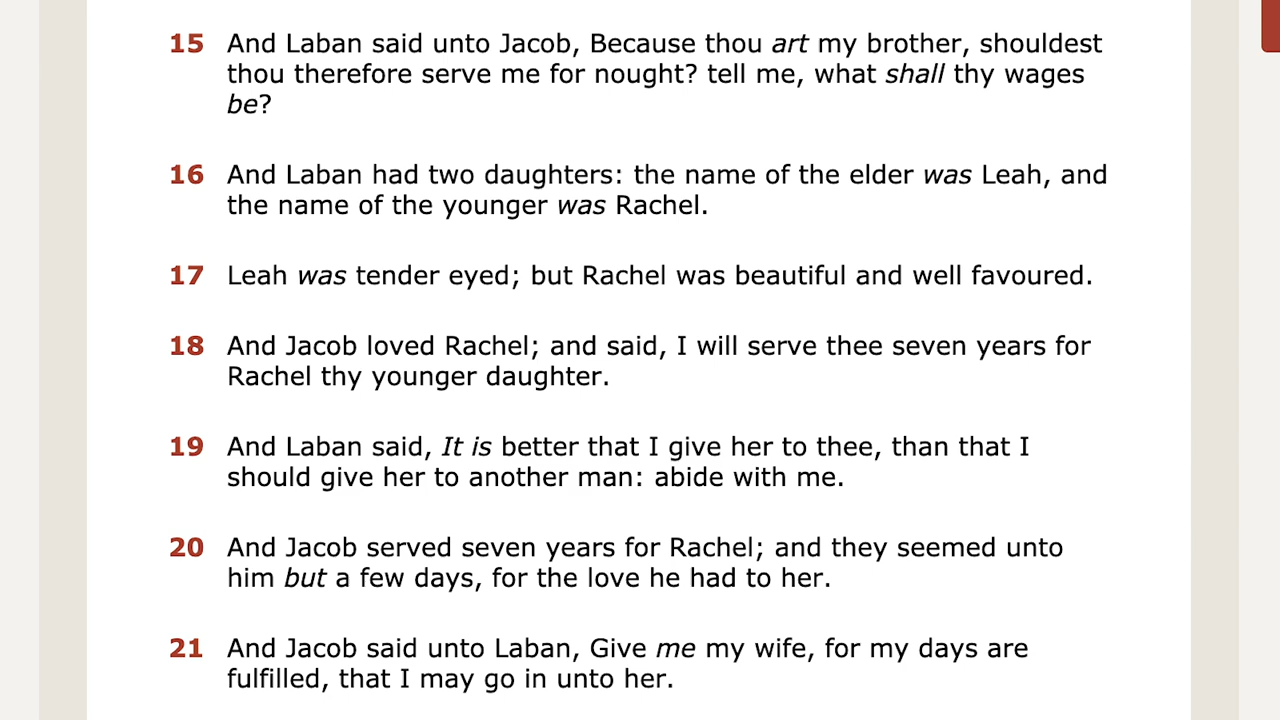 15 And Laban said unto Jacob, Because thou art my brother, shouldest
thou therefore serve me for nought? tell me, what shall thy wages
be?
16 And Laban had two daughters: the name of the elder was Leah, and
the name of the younger was Rachel.
17 Leah was tender eyed; but Rachel was beautiful and well favoured.
18 And Jacob loved Rachel; and said, I will serve thee seven years for
Rachel thy younger daughter.
19 And Laban said, It is better that I give her to thee, than that I
should give her to another man: abide with me.
20 And Jacob served seven years for Rachel; and they seemed unto
him but a few days, for the love he had to her.
21 And Jacob said unto Laban, Give me my wife, for my days are
fulfilled, that I may go in unto her.